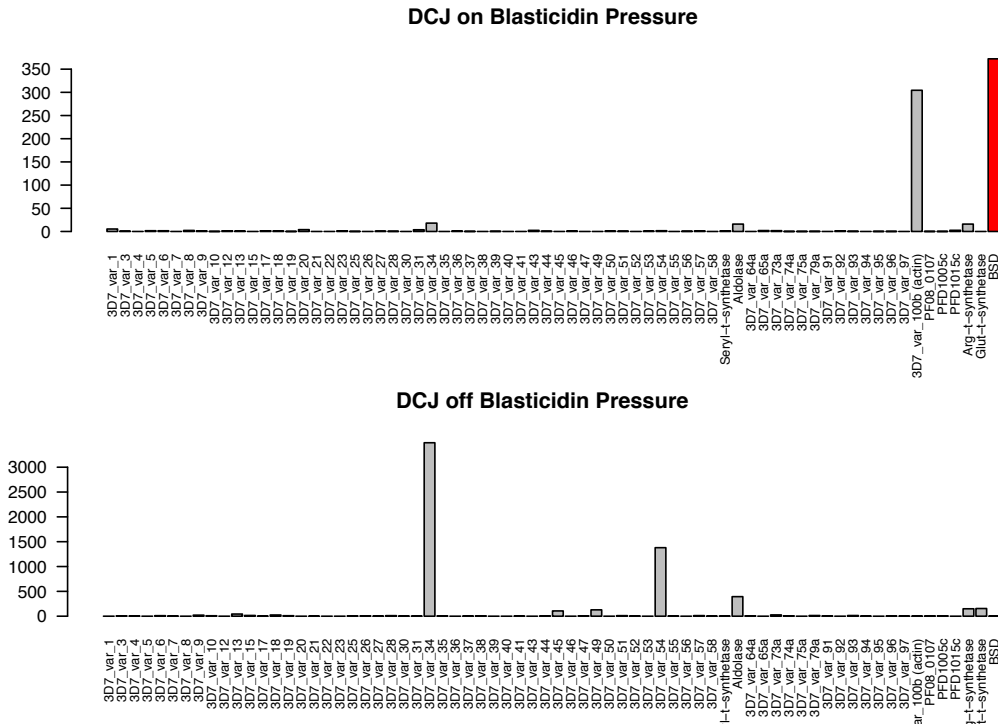 DCJ on Blasticidin Pressure
350
300
250
200
150
100
50
0
3D7_var_1
3D7_var_3
3D7_var_4
3D7_var_5
3D7_var_6
3D7_var_7
3D7_var_8
3D7_var_9
3D7_var_10
3D7_var_12
3D7_var_13
3D7_var_15
3D7_var_17
3D7_var_18
3D7_var_19
3D7_var_20
3D7_var_21
3D7_var_22
3D7_var_23
3D7_var_25
3D7_var_26
3D7_var_27
3D7_var_28
3D7_var_30
3D7_var_31
3D7_var_34
3D7_var_35
3D7_var_36
3D7_var_37
3D7_var_38
3D7_var_39
3D7_var_40
3D7_var_41
3D7_var_43
3D7_var_44
3D7_var_45
3D7_var_46
3D7_var_47
3D7_var_49
3D7_var_50
3D7_var_51
3D7_var_52
3D7_var_53
3D7_var_54
3D7_var_55
3D7_var_56
3D7_var_57
3D7_var_58
Seryl-t-synthetase
Aldolase
3D7_var_64a
3D7_var_65a
3D7_var_73a
3D7_var_74a
3D7_var_75a
3D7_var_79a
3D7_var_91
3D7_var_92
3D7_var_93
3D7_var_94
3D7_var_95
3D7_var_96
3D7_var_97
3D7_var_100b (actin)
PF08_0107
PFD1005c
PFD1015c
Arg-t-synthetase
Glut-t-synthetase
BSD
DCJ off Blasticidin Pressure
3000
2500
2000
1500
1000
500
0
3D7_var_1
3D7_var_3
3D7_var_4
3D7_var_5
3D7_var_6
3D7_var_7
3D7_var_8
3D7_var_9
3D7_var_10
3D7_var_12
3D7_var_13
3D7_var_15
3D7_var_17
3D7_var_18
3D7_var_19
3D7_var_20
3D7_var_21
3D7_var_22
3D7_var_23
3D7_var_25
3D7_var_26
3D7_var_27
3D7_var_28
3D7_var_30
3D7_var_31
3D7_var_34
3D7_var_35
3D7_var_36
3D7_var_37
3D7_var_38
3D7_var_39
3D7_var_40
3D7_var_41
3D7_var_43
3D7_var_44
3D7_var_45
3D7_var_46
3D7_var_47
3D7_var_49
3D7_var_50
3D7_var_51
3D7_var_52
3D7_var_53
3D7_var_54
3D7_var_55
3D7_var_56
3D7_var_57
3D7_var_58
l-t-synthetase
Aldolase
3D7_var_64a
3D7_var_65a
3D7_var_73a
3D7_var_74a
3D7_var_75a
3D7_var_79a
3D7_var_91
3D7_var_92
3D7_var_93
3D7_var_94
3D7_var_95
3D7_var_96
3D7_var_97
ar_100b (actin)
PF08_0107
PFD1005c
PFD1015c
g-t-synthetase
t-t-synthetase
BSD